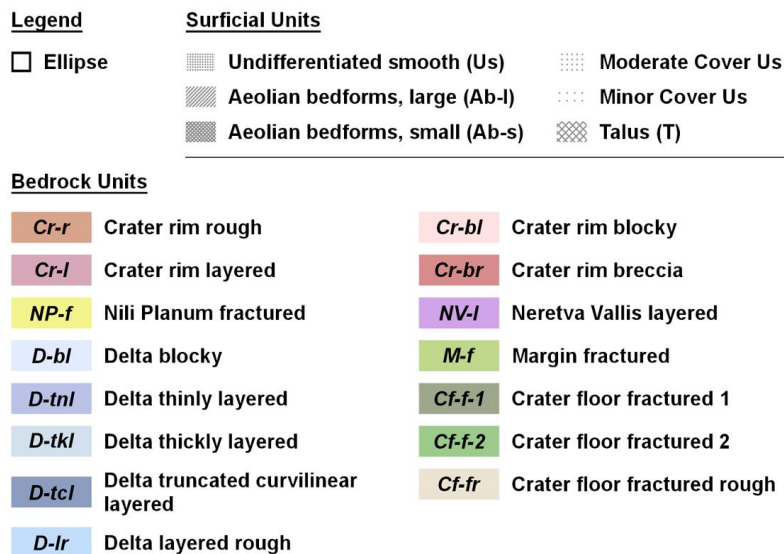 Legend
Surficial Units
Ellipse
Undifferentiated smooth (Us)
Moderate Cover Us
Aeolian bedforms, large (Ab-l)
Minor Cover Us
Aeolian bedforms, small (Ab-s)
Talus (T)
Bedrock Units
Cr-r Crater rim rough
Cr-bl Crater rim blocky
Cr-l Crater rim layered
Cr-br Crater rim breccia
NP-f Nili Planum fractured
NV-l Neretva Vallis layered
D-bl Delta blocky
M-f Margin fractured
D-tnl Delta thinly layered
Cf-f-1 Crater floor fractured 1
D-tkl Delta thickly layered
Cf-f-2 Crater floor fractured 2
D-tcl Delta truncated curvilinear
layered
Cf-fr Crater floor fractured rough
D-lr Delta layered rough